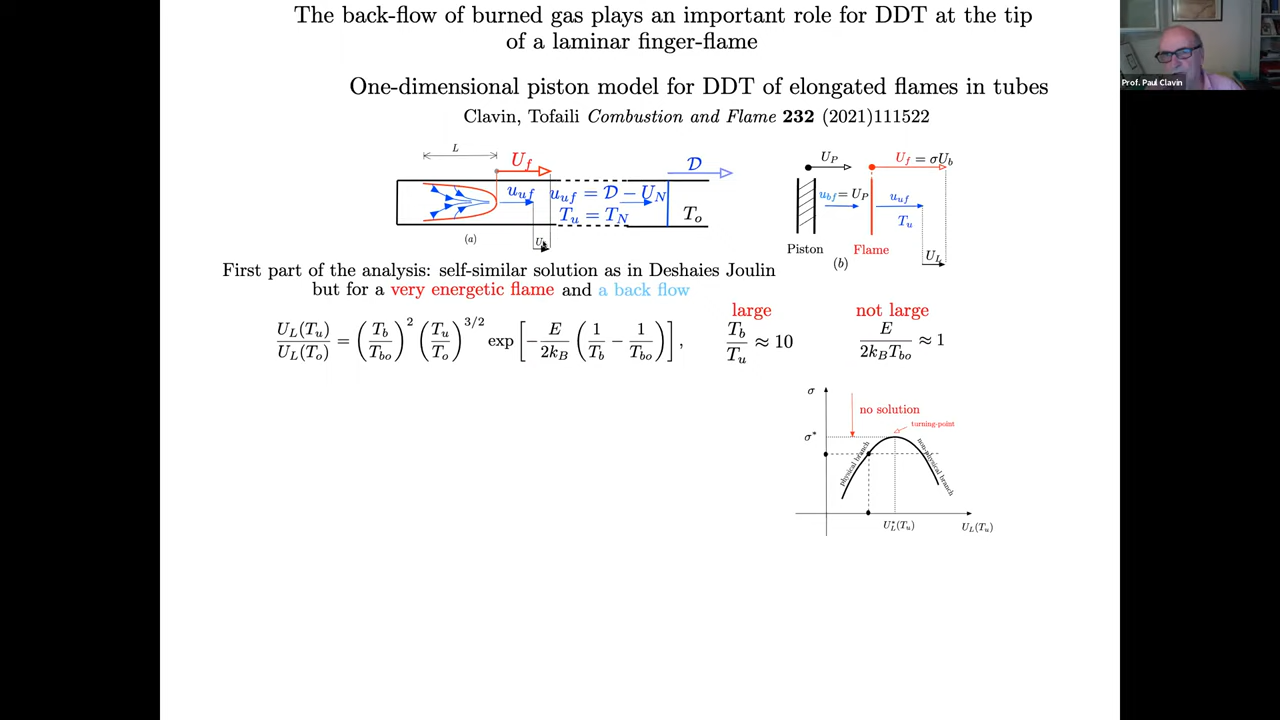 The back-flow of burned gas plays an important role for DDT at the tip
of a laminar finger-flame
Prof. Paul Clavin
One-dimensional piston model for DDT of elongated flames in tubes
Clavin, Tofaili Combustion and Flame 232 (2021)111522
L
U_f
D
u_uf
u_uf = D − U_N
T_u = T_N
T_o
(a)
U_P
U_f = σU_b
u_bf = U_P
u_uf
T_u
Piston
Flame
U_L
(b)
First part of the analysis: self-similar solution as in Deshaies Joulin
but for a very energetic flame and a back flow
U_L(T_u)/U_L(T_o) = (T_b/T_bo)^2 (T_u/T_o)^{3/2} exp[−E/2k_B (1/T_b − 1/T_bo)],
large
T_b/T_u ≈ 10
not large
E/2k_BT_bo ≈ 1
σ
no solution
turning-point
σ*
physical branch
non-physical branch
U_L^*(T_u)
U_L(T_u)